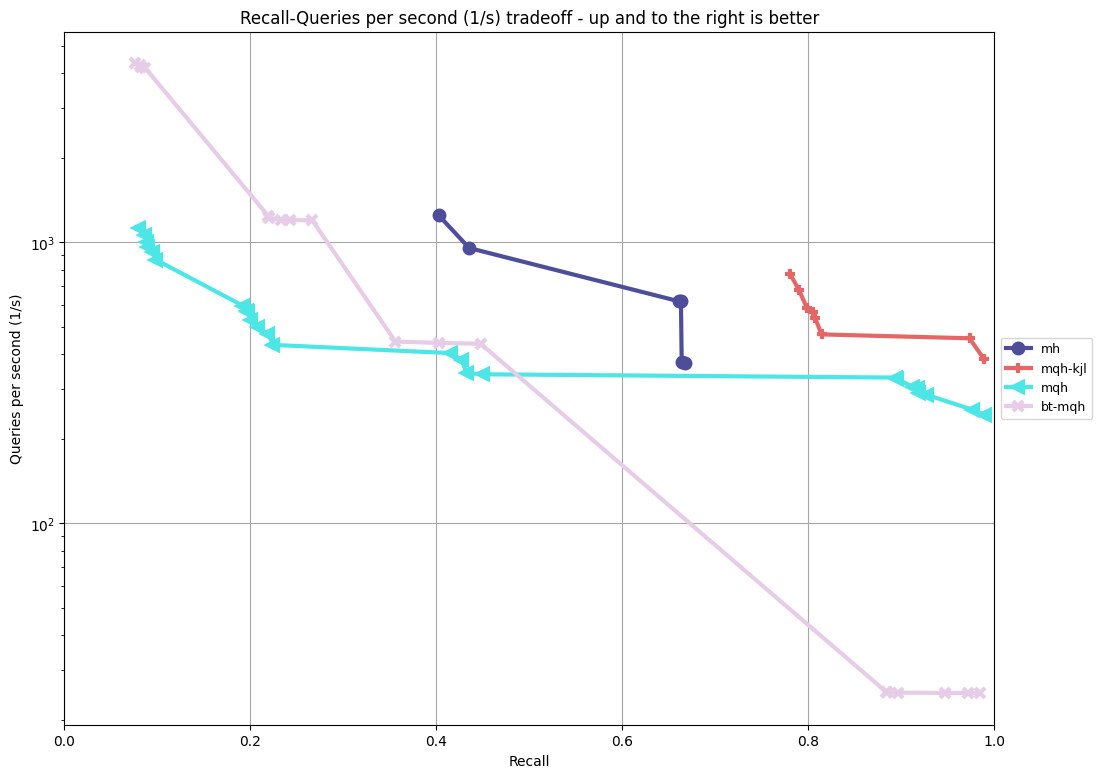 Recall-Queries per second (1/s) tradeoff - up and to the right is better
Queries per second (1/s)
10³
10²
0.0 0.2 0.4 0.6 0.8 1.0
Recall
mh
mqh-kjl
mqh
bt-mqh